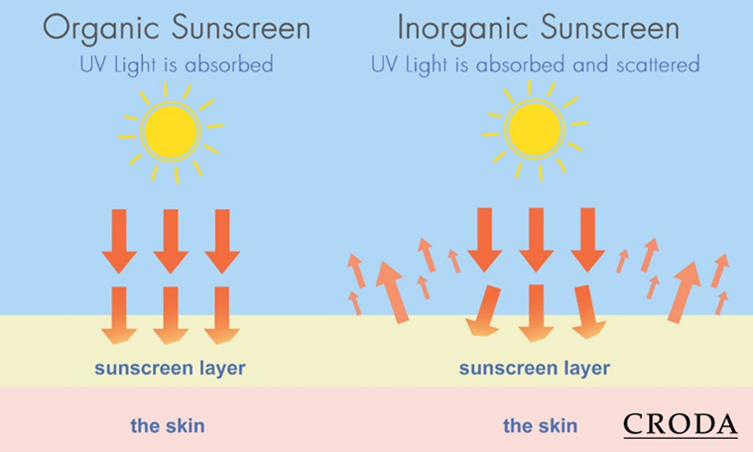 Organic Sunscreen
UV Light is absorbed
sunscreen layer
the skin
Inorganic Sunscreen
UV Light is absorbed and scattered
sunscreen layer
the skin
CRODA